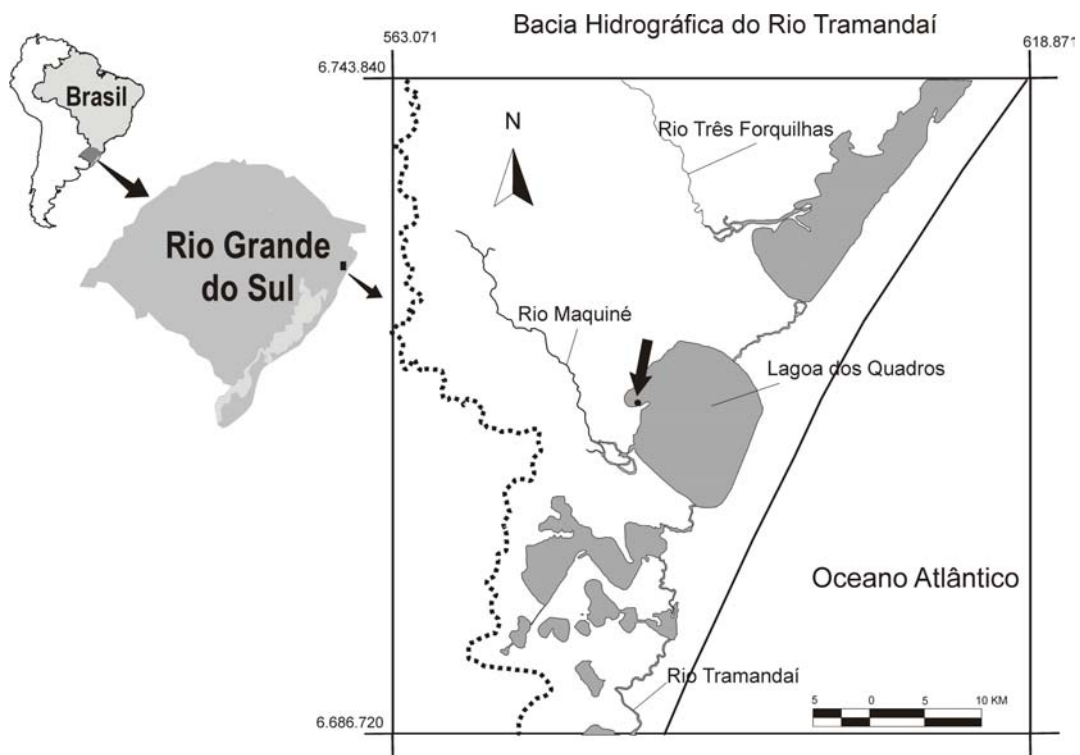 Bacia Hidrográfica do Rio Tramandaí
563.071
618.871
6.743.840
Brasil
Rio Três Forquilhas
N
Rio Grande
do Sul
Rio Maquiné
Lagoa dos Quadros
Oceano Atlântico
Rio Tramandaí
5 0 5 10 KM
6.686.720